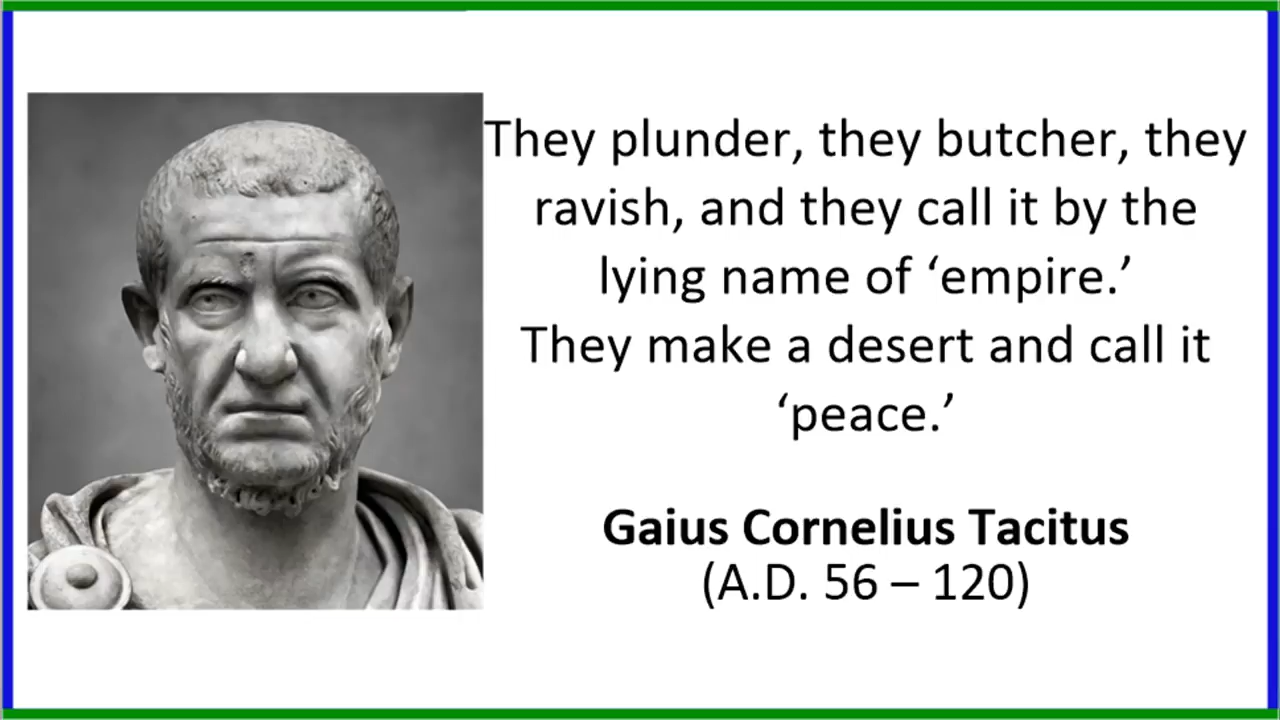 They plunder, they butcher, they
ravish, and they call it by the
lying name of ‘empire.’
They make a desert and call it
‘peace.’
Gaius Cornelius Tacitus
(A.D. 56 – 120)